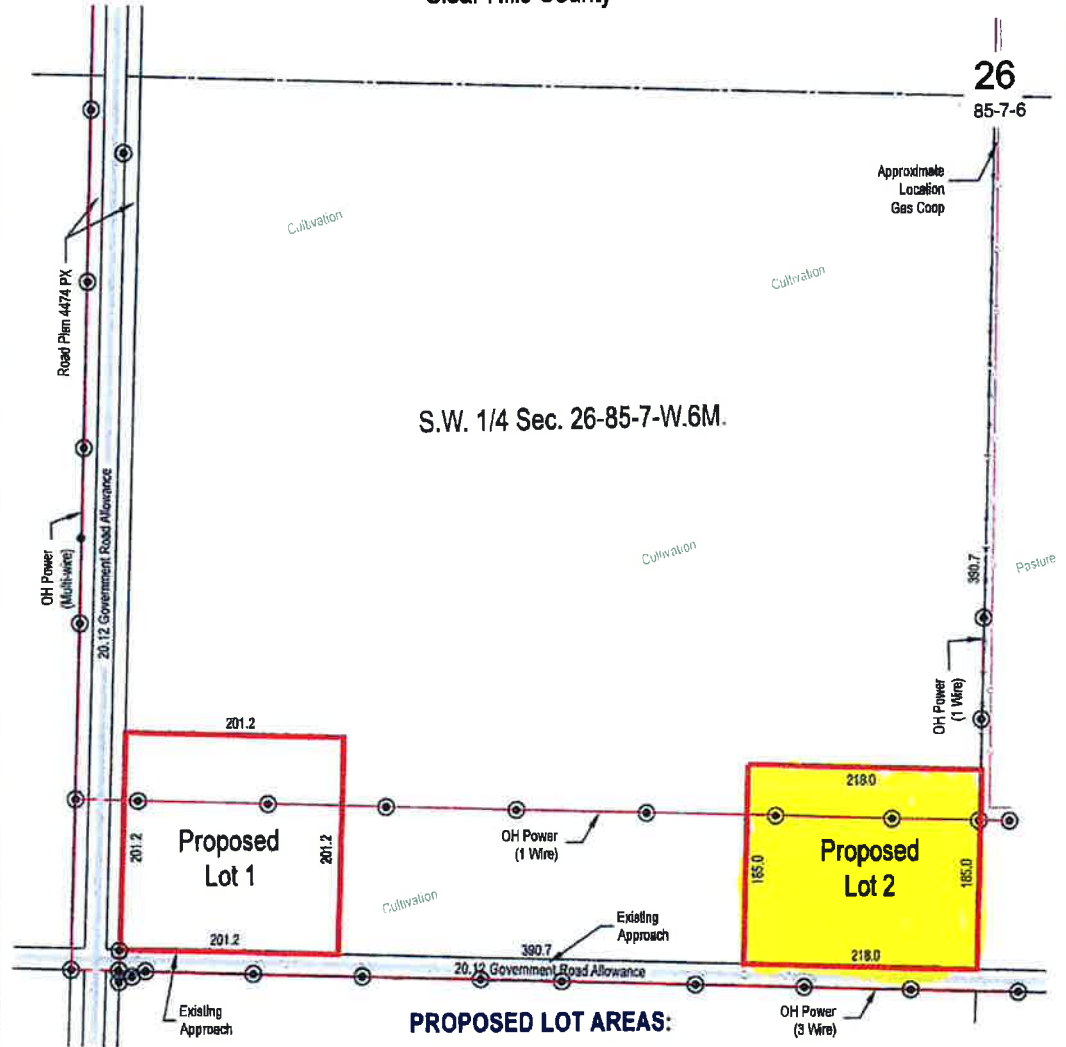 26
85-7-6
Approximate
Location
Gas Coop
Cultivation
Cultivation
Road Plan 4474 PX
S.W. 1/4 Sec. 26-85-7-W.6M.
OH Power
(Multi-wire)
20.12 Government Road Allowance
Cultivation
390.7
Pasture
OH Power
(1 Wire)
201.2
218.0
OH Power
(1 Wire)
201.2
Proposed
Lot 1
201.2
185.0
Proposed
Lot 2
185.0
Cultivation
Existing
Approach
201.2
390.7
218.0
20.12 Government Road Allowance
Existing
Approach
PROPOSED LOT AREAS:
OH Power
(3 Wire)